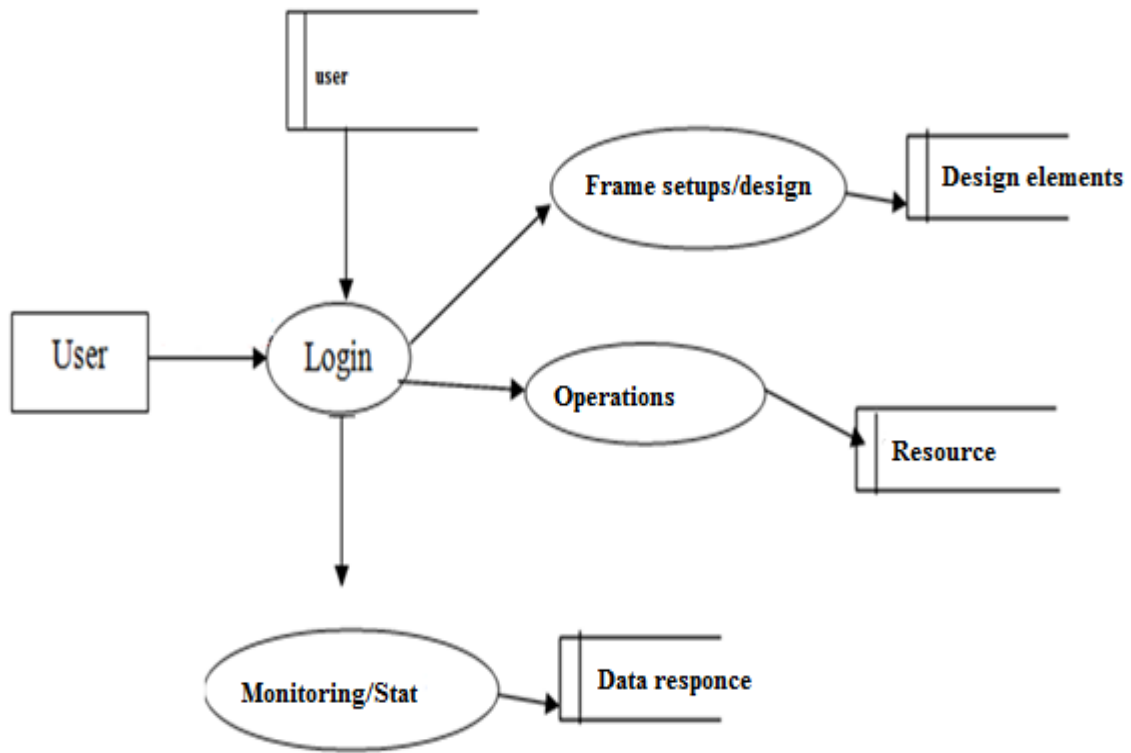 user
Frame setups/design
Design elements
User
Login
Operations
Resource
Monitoring/Stat
Data responce